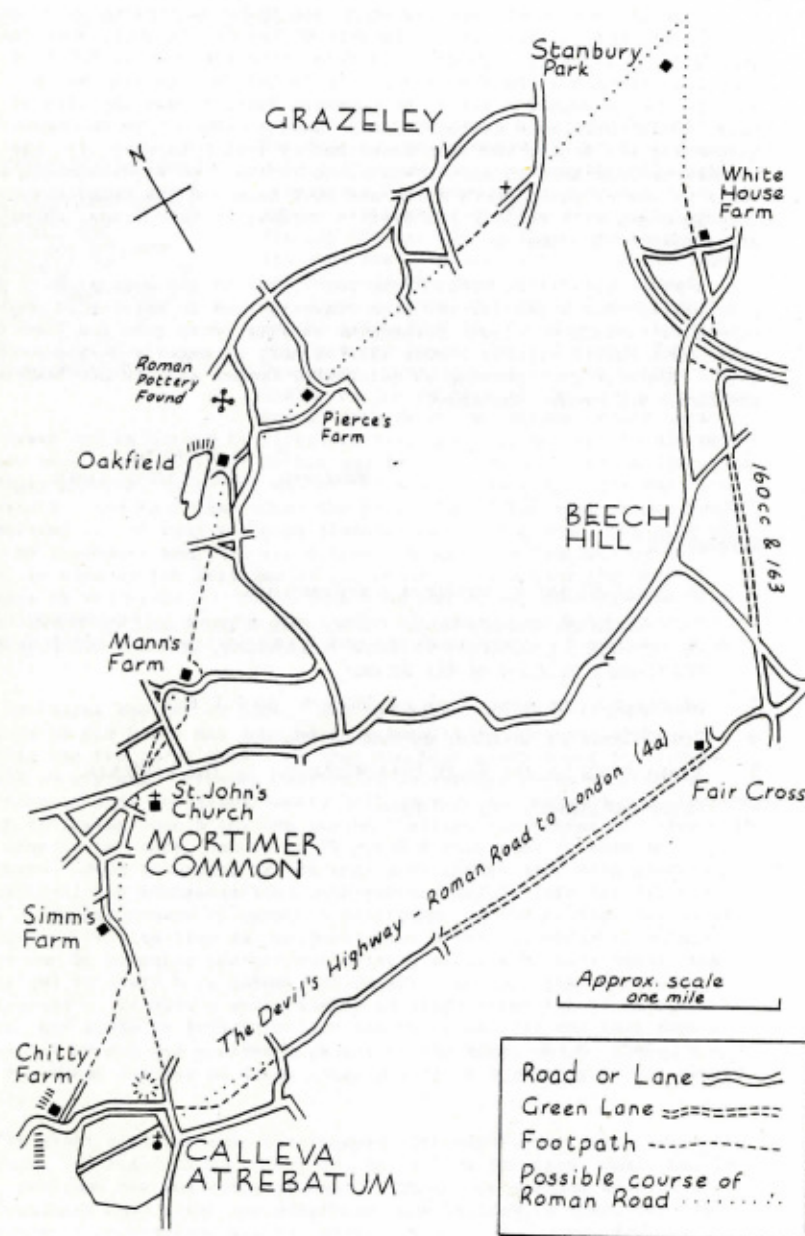 Stanbury
Park
GRAZELEY
N
White
House
Farm
Roman
Pottery
Found
Pierce's
Farm
Oakfield
BEECH
HILL
160cc & 163
Mann's
Farm
St. John's
Church
Fair Cross
MORTIMER
COMMON
The Devil's Highway - Roman Road to London (4a)
Simm's
Farm
Approx. scale
one mile
Chitty
Farm
CALLEVA
ATREBATUM
Road or Lane
Green Lane
Footpath
Possible course of
Roman Road